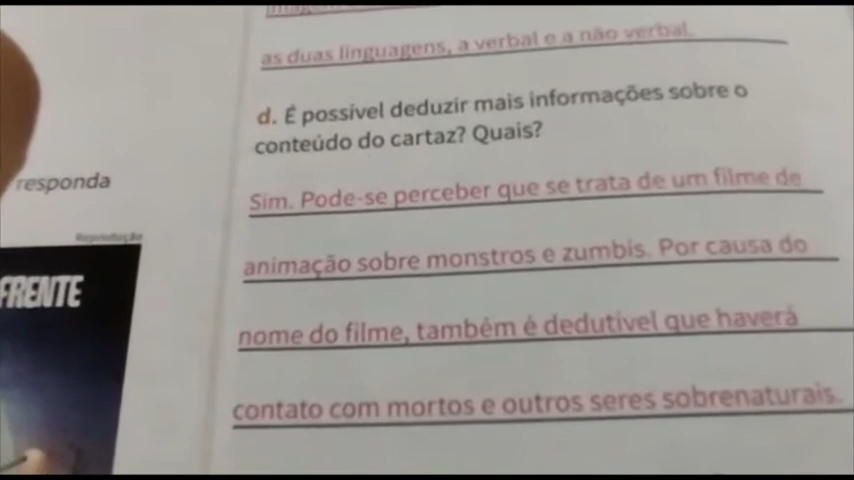 as duas linguagens, a verbal e a não verbal.
d. É possível deduzir mais informações sobre o
conteúdo do cartaz? Quais?
Sim. Pode-se perceber que se trata de um filme de
animação sobre monstros e zumbis. Por causa do
nome do filme, também é dedutível que haverá
contato com mortos e outros seres sobrenaturais.
responda
Reprodução
FRENTE